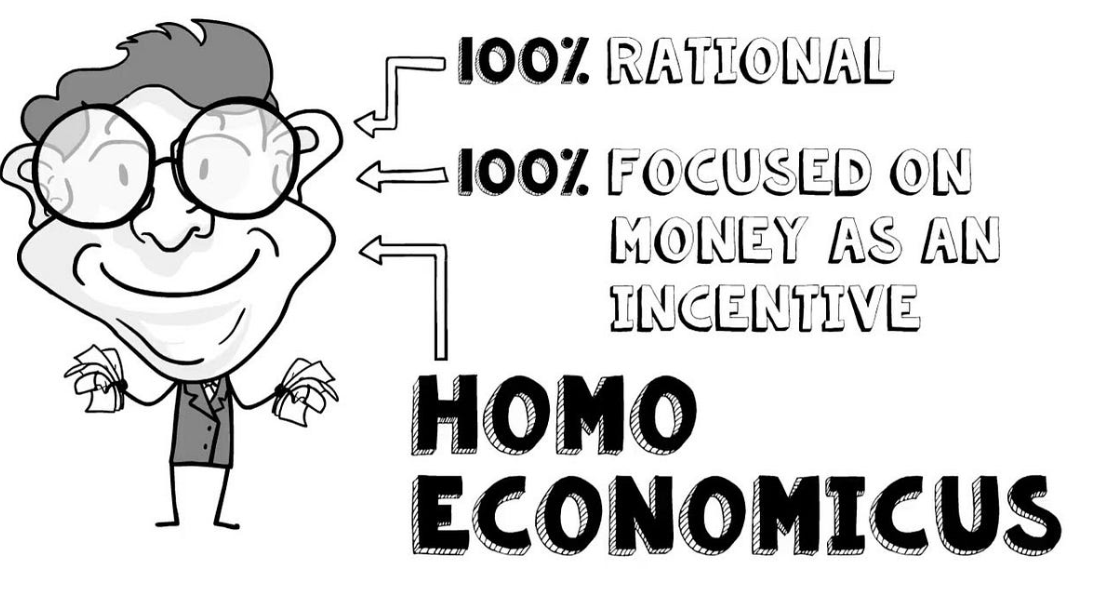 100% RATIONAL
100% FOCUSED ON
MONEY AS AN
INCENTIVE
HOMO
ECONOMICUS